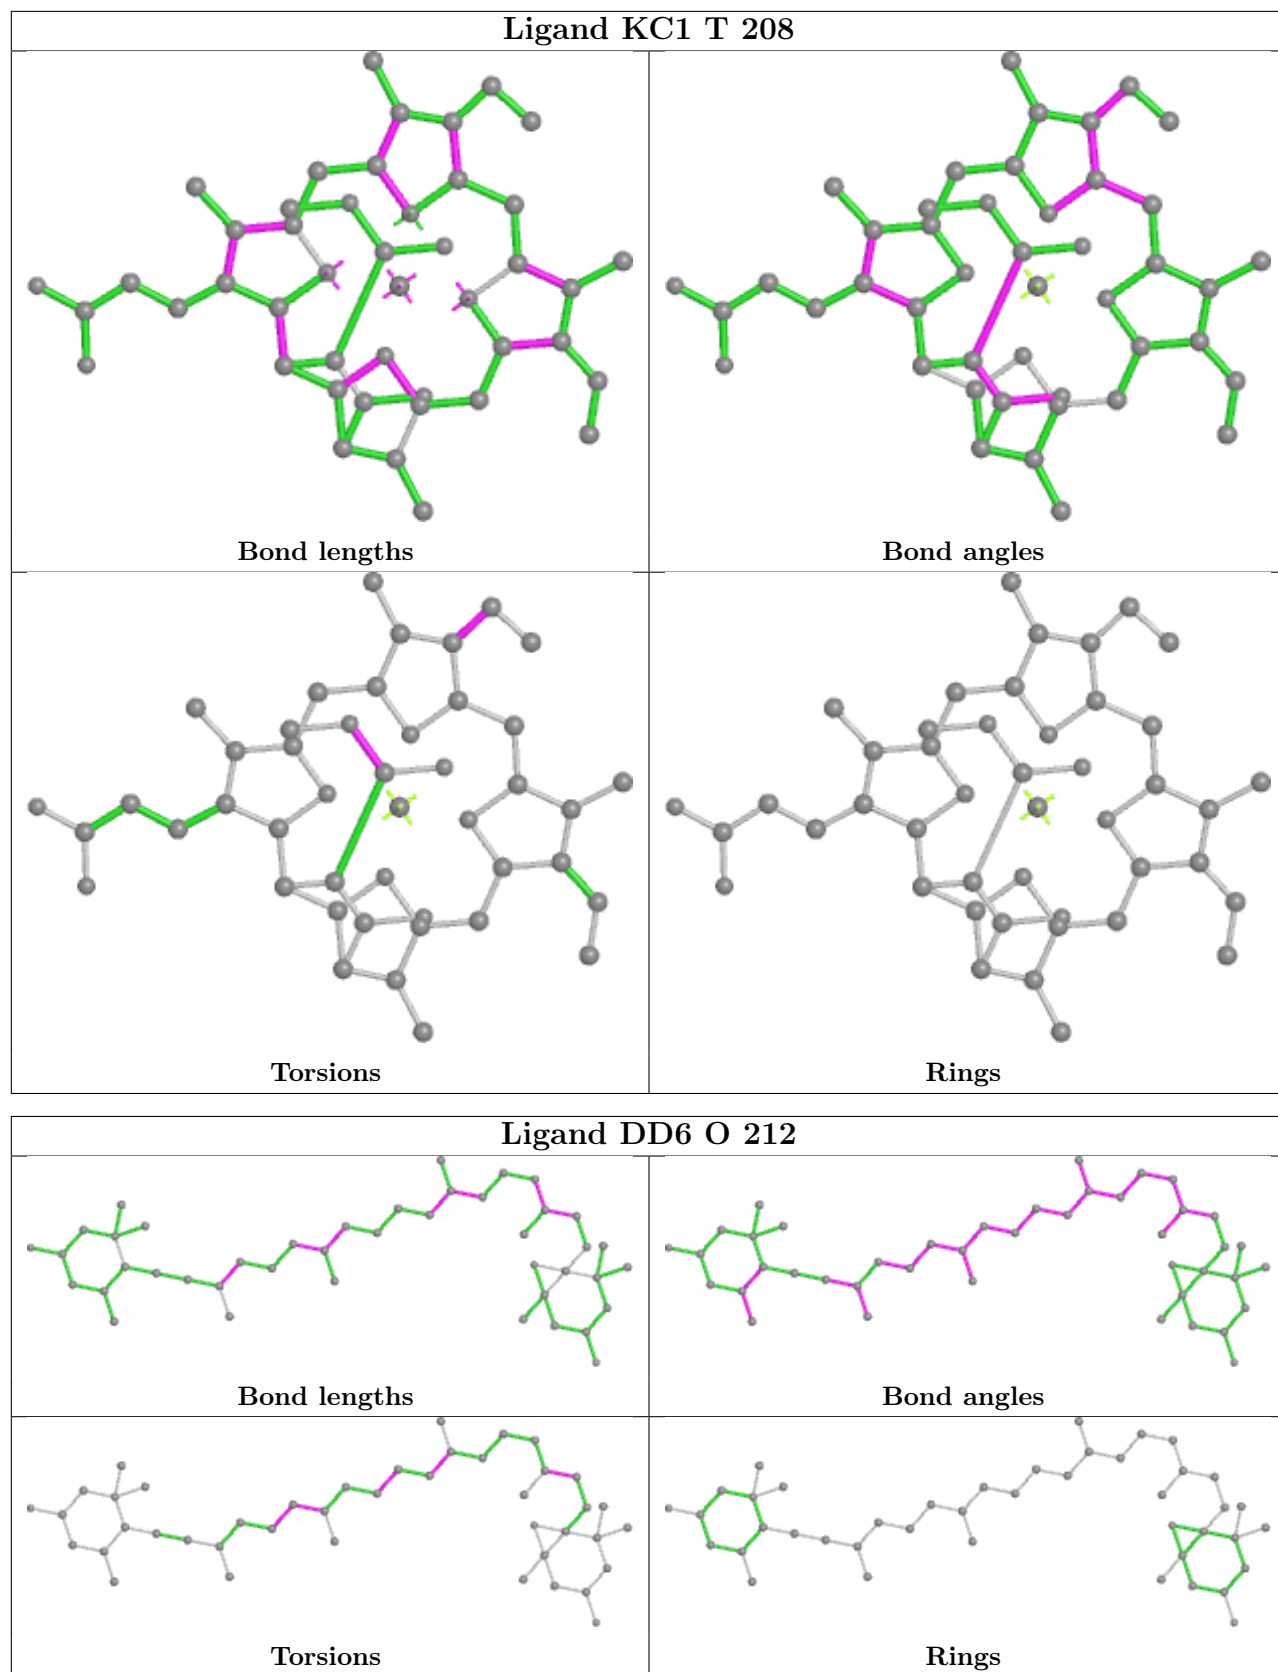 Ligand KC1 T 208
Bond lengths
Bond angles
Torsions
Rings
Ligand DD6 O 212
Bond lengths
Bond angles
Torsions
Rings